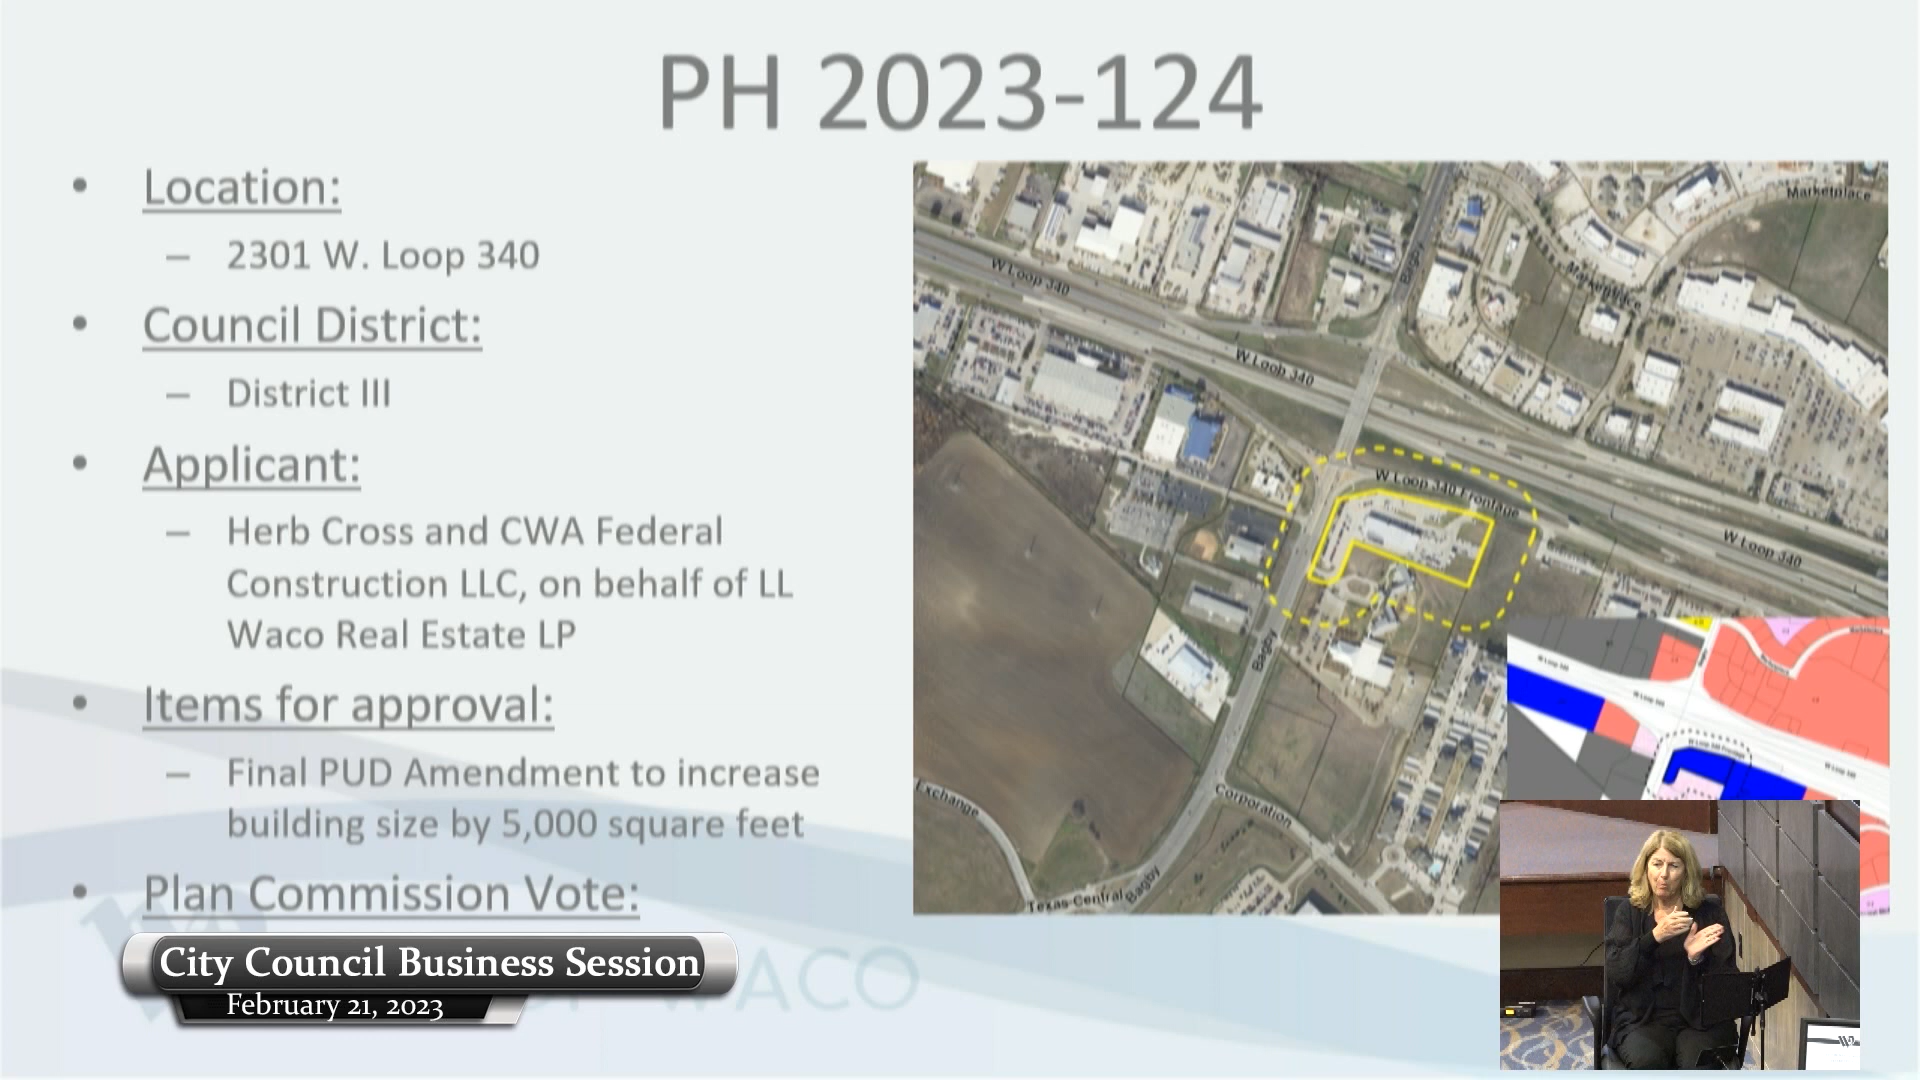 PH 2023-124
• Location:
– 2301 W. Loop 340
• Council District:
– District III
• Applicant:
– Herb Cross and CWA Federal
Construction LLC, on behalf of LL
Waco Real Estate LP
• Items for approval:
– Final PUD Amendment to increase
building size by 5,000 square feet
• Plan Commission Vote:
City Council Business Session
February 21, 2023
WACO
Marketplace
W Loop 340
Bagby
Marketplace
W Loop 340
W Loop 340 Frontage
W Loop 340
Bagby
Exchange
Corporation
Texas Central
Bagby